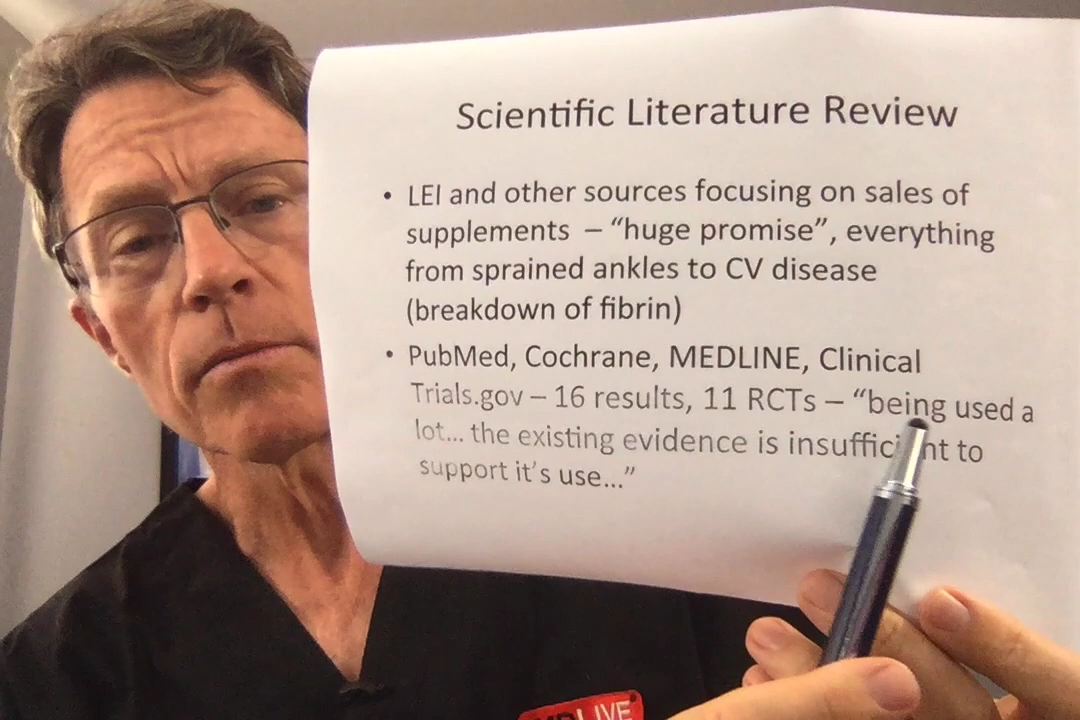 Scientific Literature Review
• LEI and other sources focusing on sales of
supplements – “huge promise”, everything
from sprained ankles to CV disease
(breakdown of fibrin)
• PubMed, Cochrane, MEDLINE, Clinical
Trials.gov – 16 results, 11 RCTs – “being used a
lot... the existing evidence is insufficient to
support it's use...”
LIVE